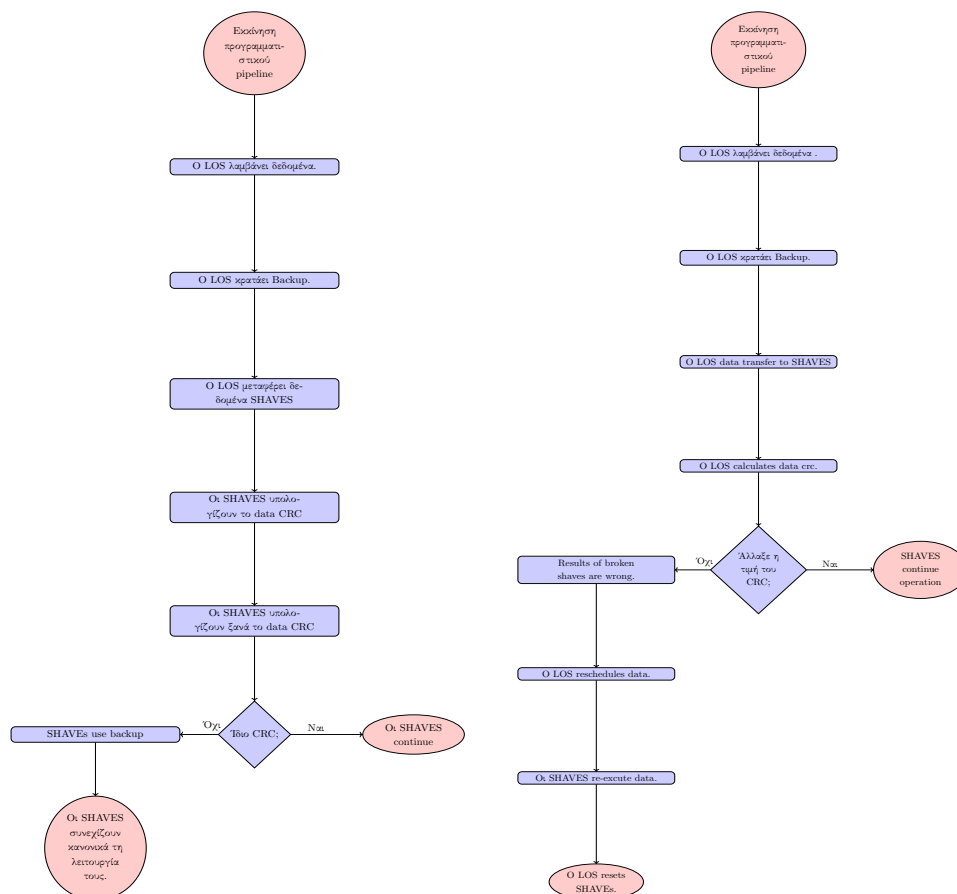 Εκκίνηση
προγραμματι-
στικού
pipeline
Ο LOS λαμβάνει δεδομένα.
Ο LOS κρατάει Backup.
Ο LOS μεταφέρει δε-
δομένα SHAVES
Οι SHAVES υπολο-
γίζουν το data CRC
Οι SHAVES υπολο-
γίζουν ξανά το data CRC
Ίδιο CRC;
Όχι
Ναι
SHAVEs use backup
Οι SHAVES
continue
Οι SHAVES
συνεχίζουν
κανονικά τη
λειτουργία
τους.
Εκκίνηση
προγραμματι-
στικού
pipeline
Ο LOS λαμβάνει δεδομένα .
Ο LOS κρατάει Backup.
Ο LOS data transfer to SHAVES
Ο LOS calculates data crc.
Άλλαξε η
τιμή του
CRC;
Όχι
Ναι
Results of broken
shaves are wrong.
SHAVES
continue
operation
Ο LOS reschedules data.
Οι SHAVES re-excute data.
Ο LOS resets
SHAVEs.